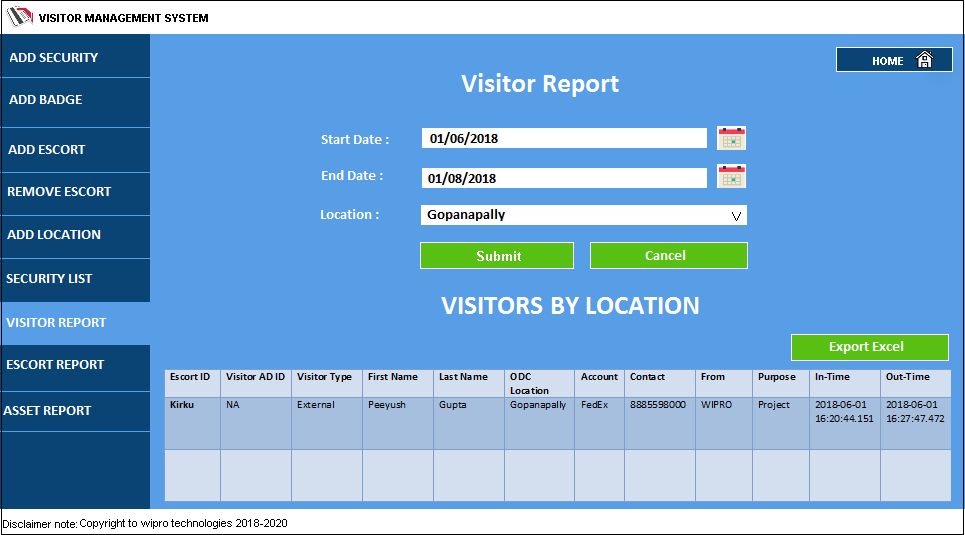 VISITOR MANAGEMENT SYSTEM
ADD SECURITY
ADD BADGE
ADD ESCORT
REMOVE ESCORT
ADD LOCATION
SECURITY LIST
VISITOR REPORT
ESCORT REPORT
ASSET REPORT
HOME
Visitor Report
Start Date : 01/06/2018
End Date : 01/08/2018
Location : Gopanapally
Submit Cancel
VISITORS BY LOCATION
Export Excel
Escort ID Visitor AD ID Visitor Type First Name Last Name ODC Location Account Contact From Purpose In-Time Out-Time
Kirku NA External Peeyush Gupta Gopanapally FedEx 8885598000 WIPRO Project 2018-06-01 16:20:44.151 2018-06-01 16:27:47.472
Disclaimer note: Copyright to wipro technologies 2018-2020